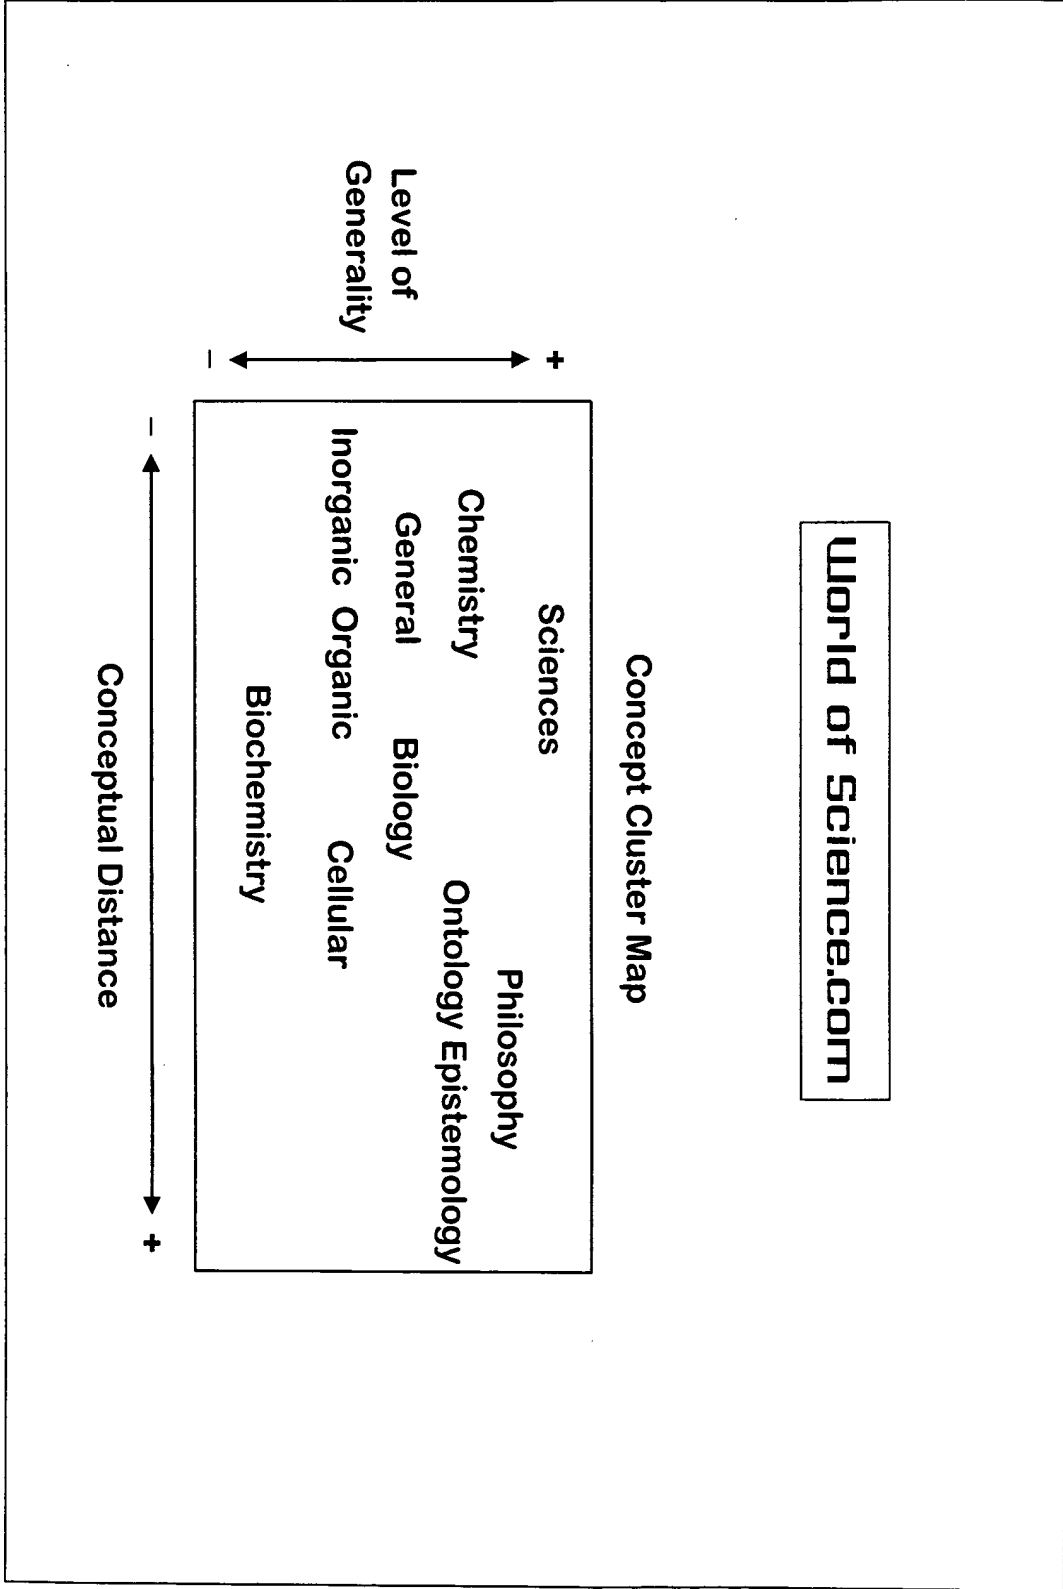 World of Science.com
Concept Cluster Map
Level of
Generality
+
−
Sciences
Philosophy
Chemistry
Ontology Epistemology
General
Biology
Inorganic Organic
Cellular
Biochemistry
−
+
Conceptual Distance